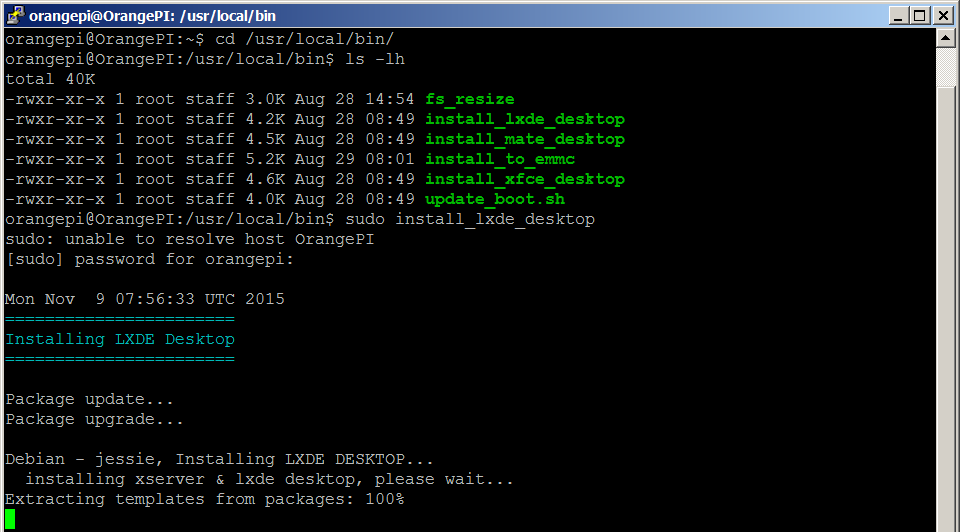 orangepi@OrangePI: /usr/local/bin
orangepi@OrangePI:~$ cd /usr/local/bin/
orangepi@OrangePI:/usr/local/bin$ ls -lh
total 40K
-rwxr-xr-x 1 root staff 3.0K Aug 28 14:54 fs_resize
-rwxr-xr-x 1 root staff 4.2K Aug 28 08:49 install_lxde_desktop
-rwxr-xr-x 1 root staff 4.5K Aug 28 08:49 install_mate_desktop
-rwxr-xr-x 1 root staff 5.2K Aug 29 08:01 install_to_emmc
-rwxr-xr-x 1 root staff 4.6K Aug 28 08:49 install_xfce_desktop
-rwxr-xr-x 1 root staff 4.0K Aug 28 08:49 update_boot.sh
orangepi@OrangePI:/usr/local/bin$ sudo install_lxde_desktop
sudo: unable to resolve host OrangePI
[sudo] password for orangepi:
Mon Nov  9 07:56:33 UTC 2015
=======================
Installing LXDE Desktop
=======================
Package update...
Package upgrade...
Debian - jessie, Installing LXDE DESKTOP...
  installing xserver & lxde desktop, please wait...
Extracting templates from packages: 100%